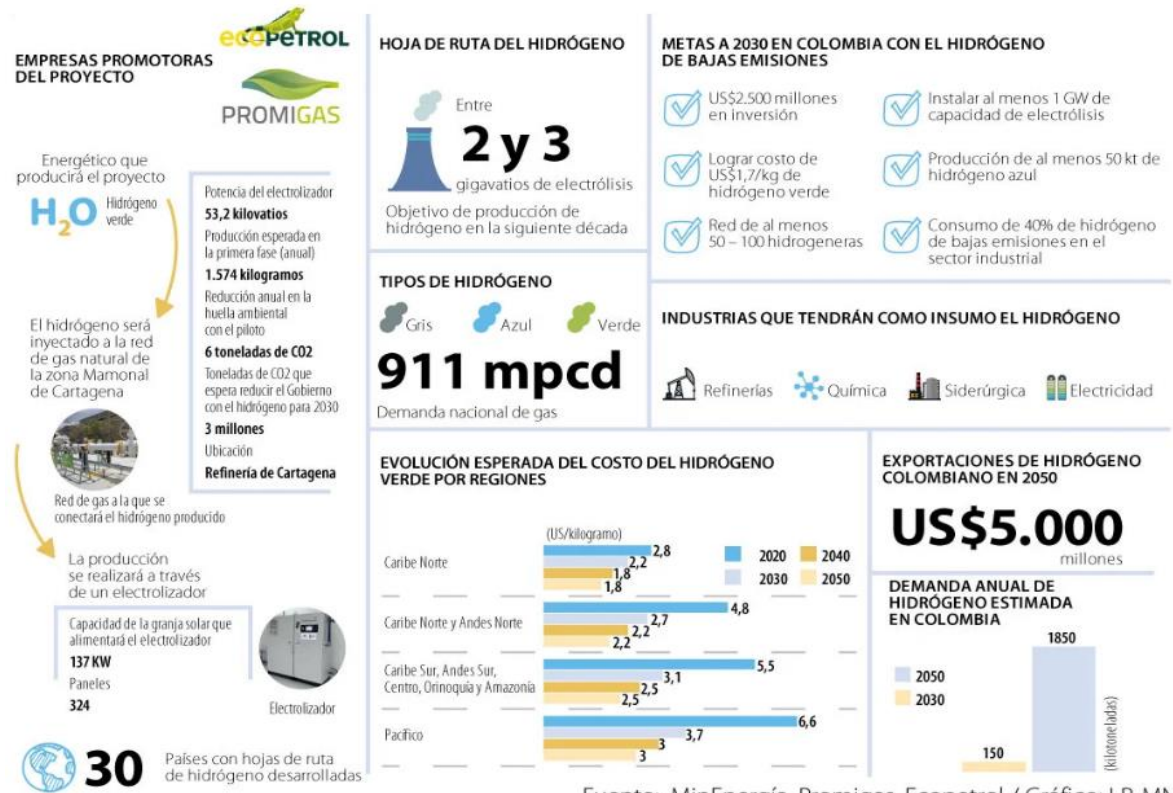 EMPRESAS PROMOTORAS
DEL PROYECTO
ecoPETROL
PROMIGAS
Energético que
producirá el proyecto
H2O
Hidrógeno
verde
El hidrógeno será
inyectado a la red
de gas natural de
la zona Mamonal
de Cartagena
Red de gas a la que se
conectará el hidrógeno producido
La producción
se realizará a través
de un electrolizador
Potencia del electrolizador
53,2 kilovatios
Producción esperada en
la primera fase (anual)
1.574 kilogramos
Reducción anual en la
huella ambiental
con el piloto
6 toneladas de CO2
Toneladas de CO2 que
espera reducir el Gobierno
con el hidrógeno para 2030
3 millones
Ubicación
Refinería de Cartagena
Capacidad de la granja solar que
alimentará el electrolizador
137 KW
Paneles
324
Electrolizador
30
Países con hojas de ruta
de hidrógeno desarrolladas
HOJA DE RUTA DEL HIDRÓGENO
Entre
2 y 3
gigavatios de electrólisis
Objetivo de producción de
hidrógeno en la siguiente década
TIPOS DE HIDRÓGENO
Gris
Azul
Verde
911 mpcd
Demanda nacional de gas
METAS A 2030 EN COLOMBIA CON EL HIDRÓGENO
DE BAJAS EMISIONES
US$2.500 millones
en inversión
Lograr costo de
US$1,7/kg de
hidrógeno verde
Red de al menos
50 – 100 hidrogeneras
Instalar al menos 1 GW de
capacidad de electrólisis
Producción de al menos 50 kt de
hidrógeno azul
Consumo de 40% de hidrógeno
de bajas emisiones en el
sector industrial
INDUSTRIAS QUE TENDRÁN COMO INSUMO EL HIDRÓGENO
Refinerías
Química
Siderúrgica
Electricidad
EVOLUCIÓN ESPERADA DEL COSTO DEL HIDRÓGENO
VERDE POR REGIONES
(US/kilogramo)
2020
2040
2030
2050
Caribe Norte
2,8
2,2
1,8
1,8
Caribe Norte y Andes Norte
4,8
2,7
2,2
2,2
Caribe Sur, Andes Sur,
Centro, Orinoquía y Amazonía
5,5
3,1
2,5
2,5
Pacífico
6,6
3,7
3
3
EXPORTACIONES DE HIDRÓGENO
COLOMBIANO EN 2050
US$5.000
millones
DEMANDA ANUAL DE
HIDRÓGENO ESTIMADA
EN COLOMBIA
2050
2030
1850
150
(kilotoneladas)
Fuente: MinEnergía, Promigas, Ecopetrol / Gráfico: LR-MN